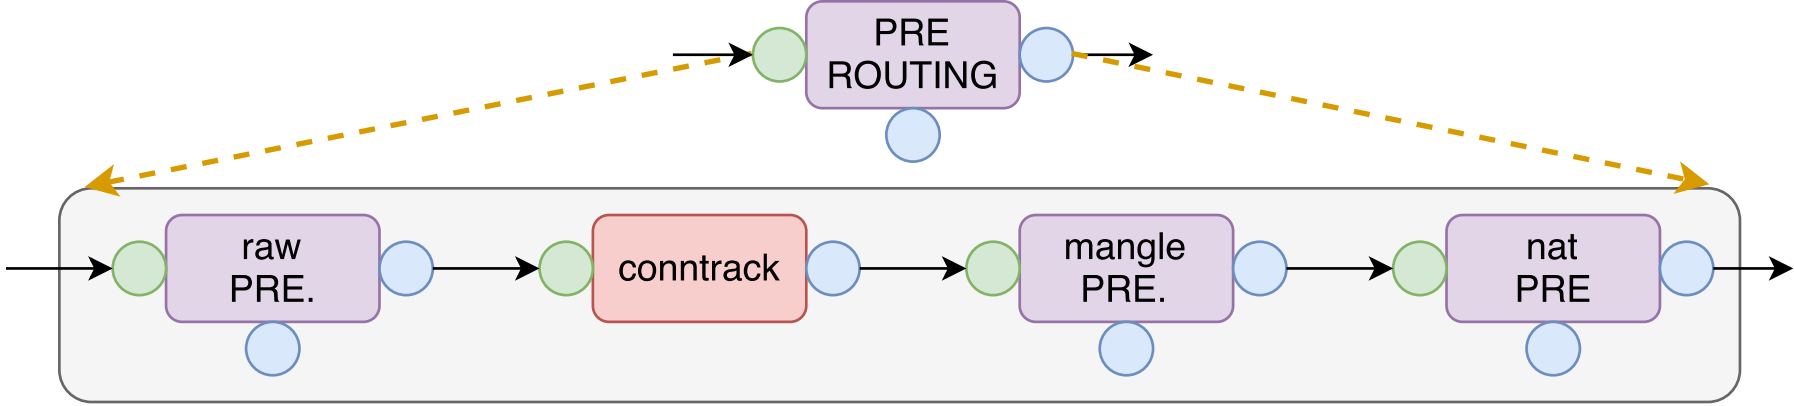 PRE
ROUTING
raw
PRE.
conntrack
mangle
PRE.
nat
PRE